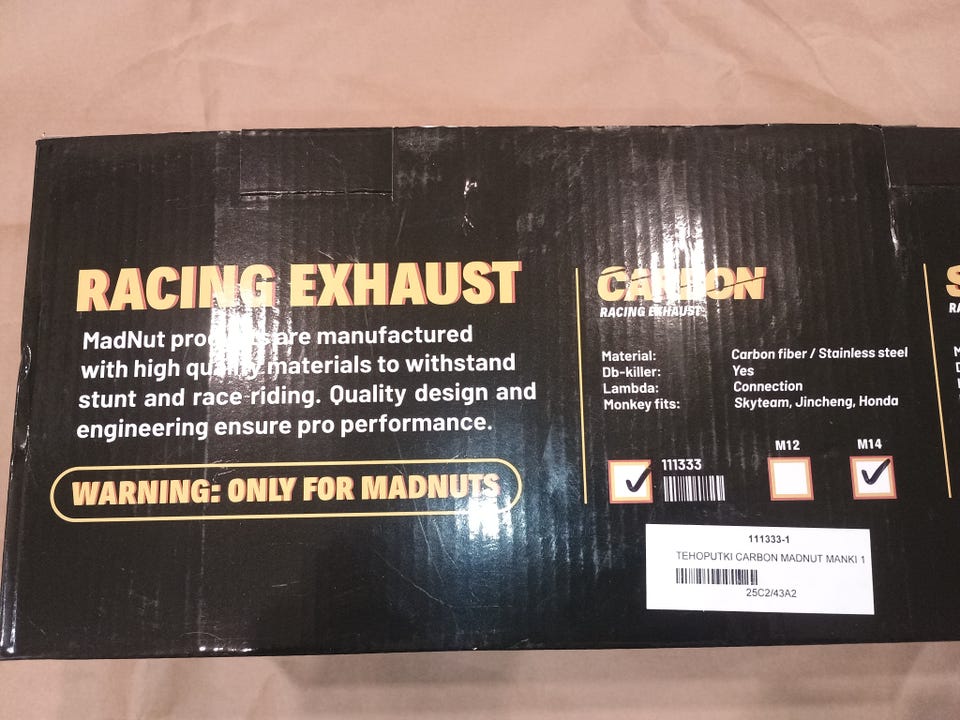 RACING EXHAUST
MadNut products are manufactured
with high quality materials to withstand
stunt and race riding. Quality design and
engineering ensure pro performance.
WARNING: ONLY FOR MADNUTS
CARBON
RACING EXHAUST
Material: Carbon fiber / Stainless steel
Db-killer: Yes
Lambda: Connection
Monkey fits: Skyteam, Jincheng, Honda
111333
M12
M14
111333-1
TEHOPUTKI CARBON MADNUT MANKI 1
25C2/43A2
S
RA